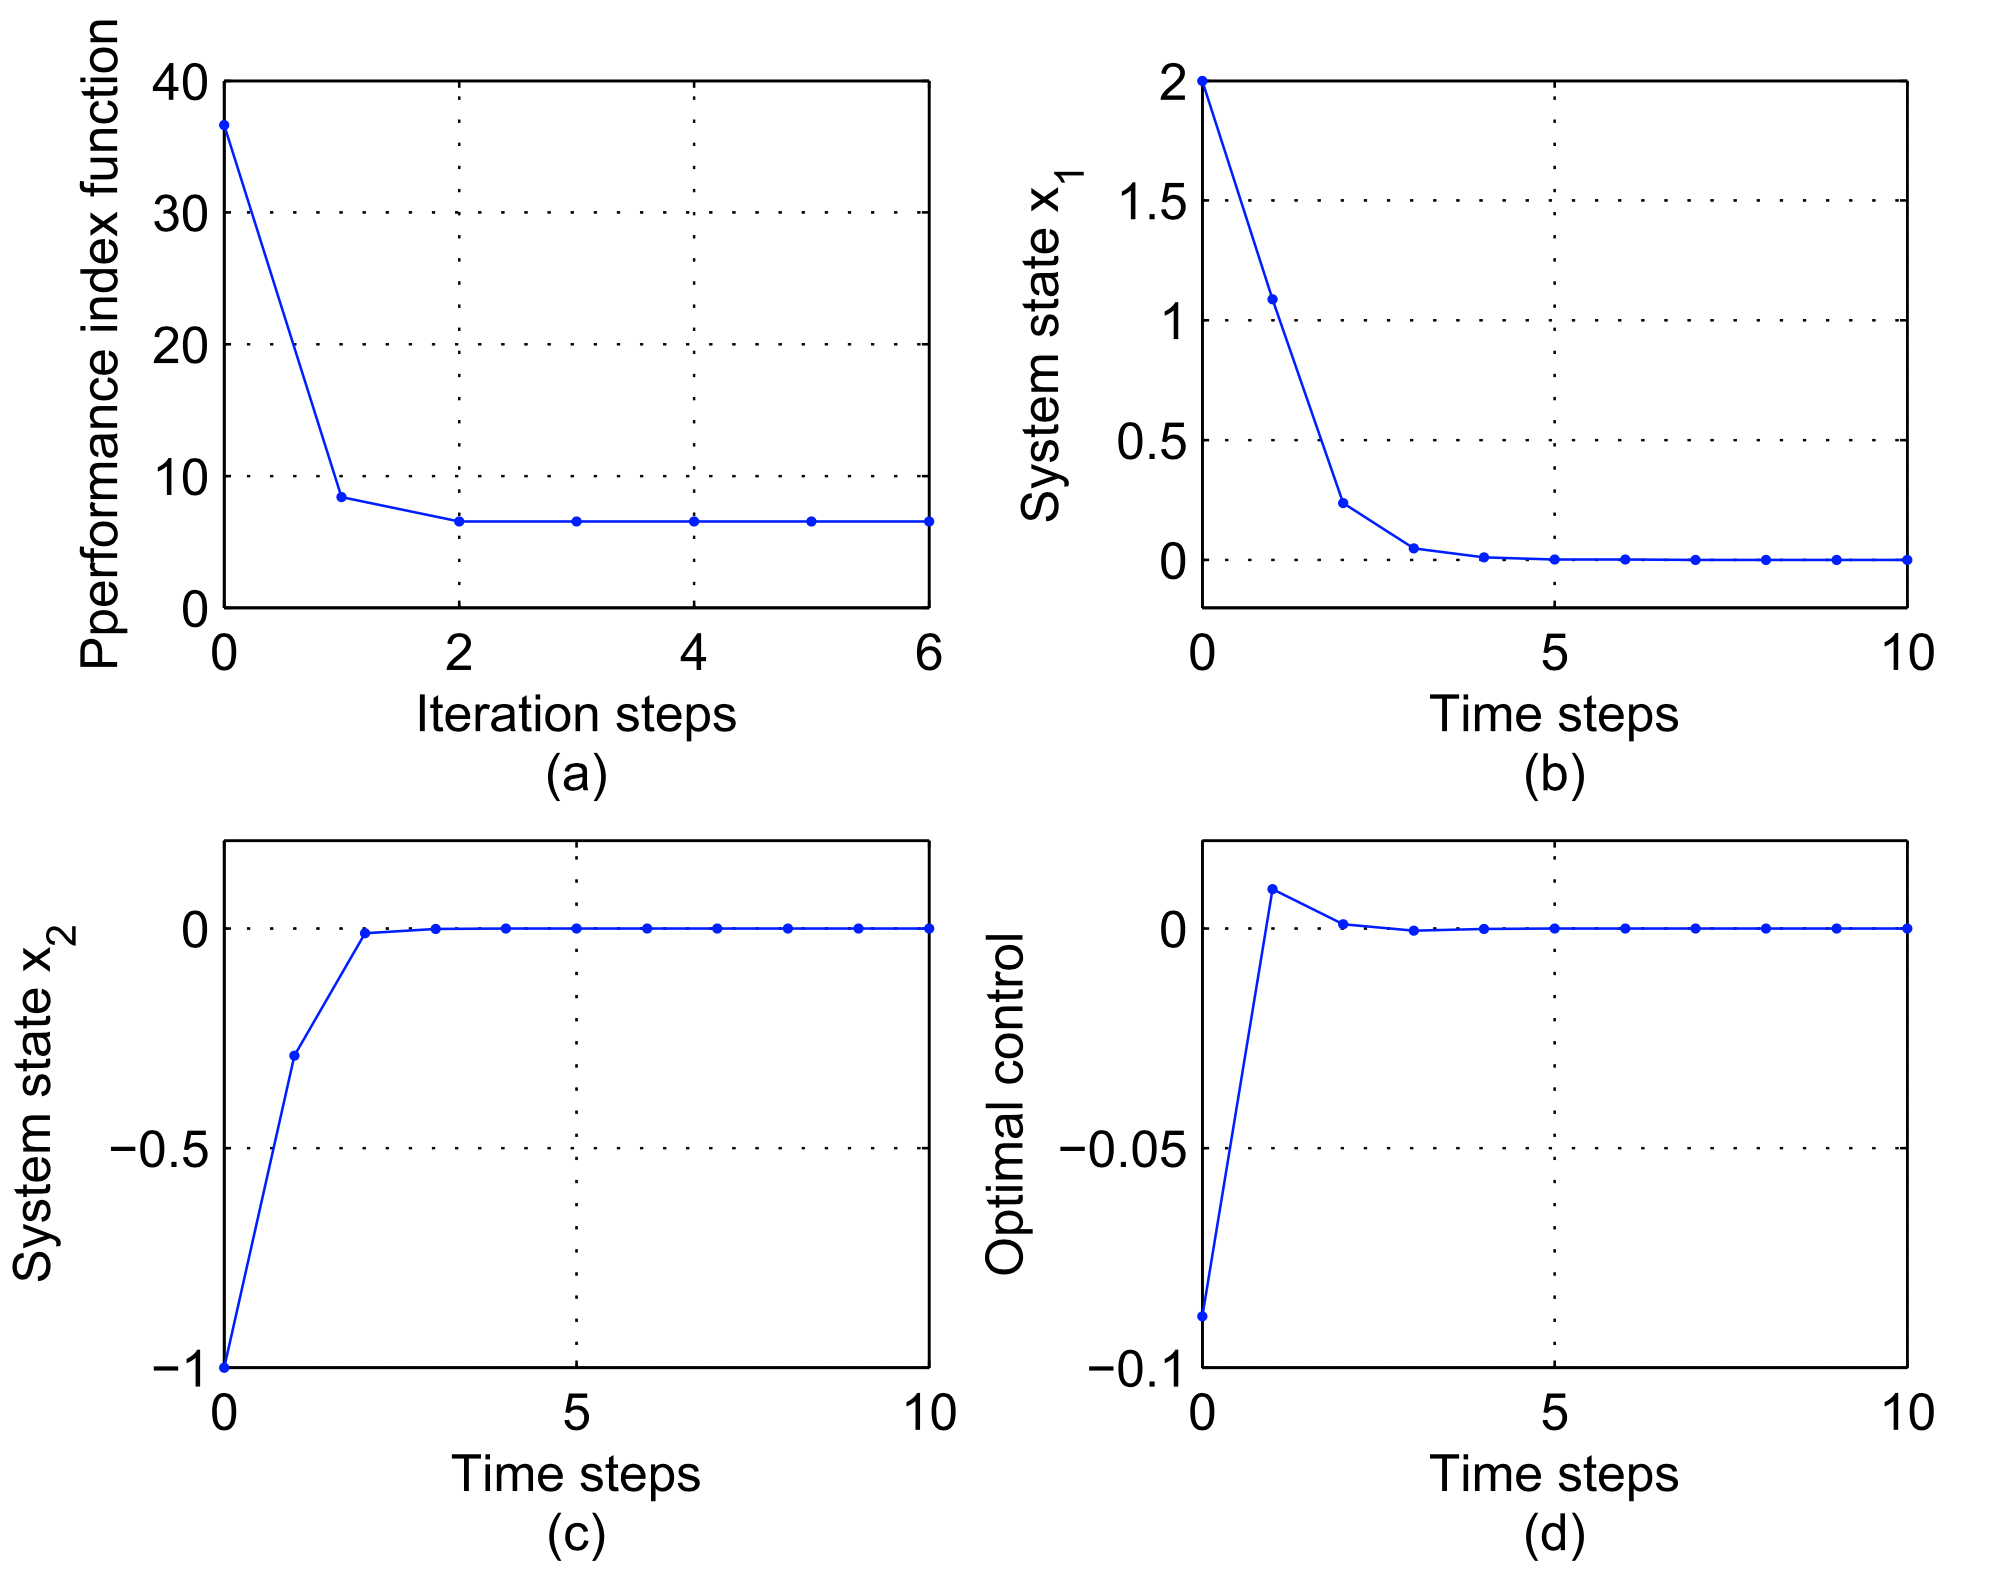 Pperformance index function
40
30
20
10
0
0 2 4 6
Iteration steps
(a)
System state x1
2
1.5
1
0.5
0
0 5 10
Time steps
(b)
System state x2
0
−0.5
−1
0 5 10
Time steps
(c)
Optimal control
0
−0.05
−0.1
0 5 10
Time steps
(d)